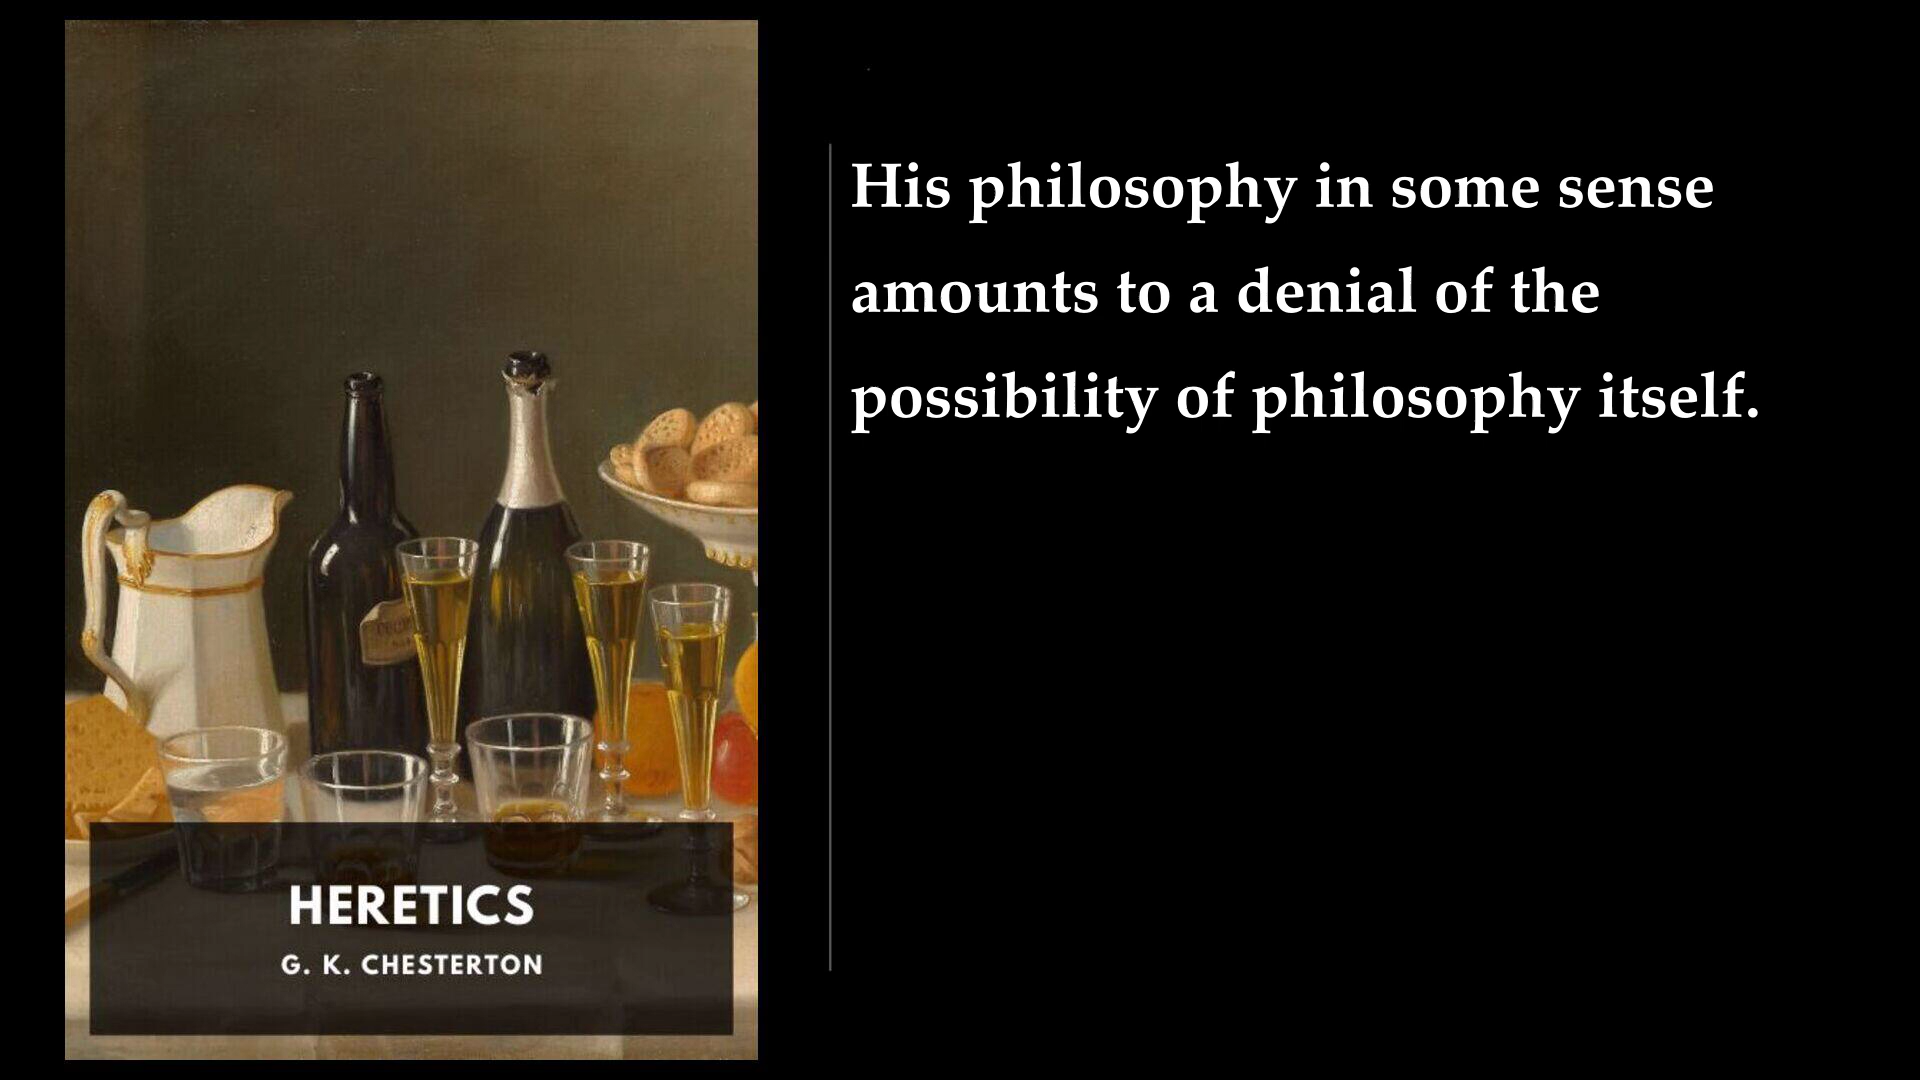 His philosophy in some sense
amounts to a denial of the
possibility of philosophy itself.
HERETICS
G. K. CHESTERTON